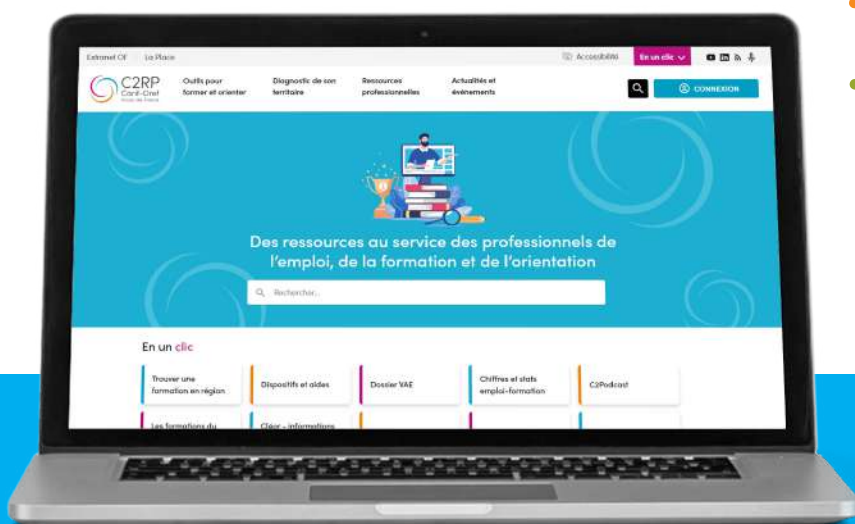 Extranet OF La Place
Accessibilité En un clic
C2RP
Carif-Oref
Hauts-de-France
Outils pour
former et orienter
Diagnostic de son
territoire
Ressources
professionnelles
Actualités et
événements
CONNEXION
Des ressources au service des professionnels de
l'emploi, de la formation et de l'orientation
Rechercher...
En un clic
Trouver une
formation en région
Dispositifs et aides
Dossier VAE
Chiffres et stats
emploi-formation
C2Podcast
Les formations du
Cléor - informations